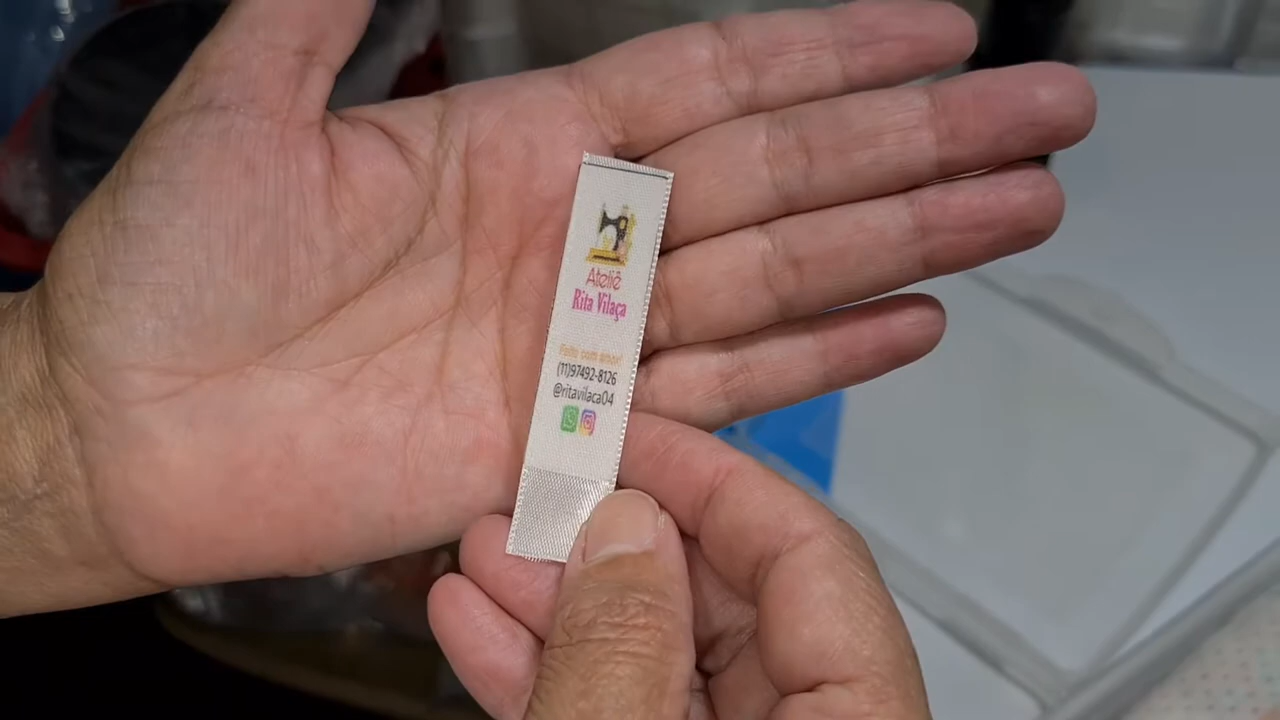 Ateliê
Rita Vilaça
Feito com amor!
(11)97492-8126
@ritavilaca04